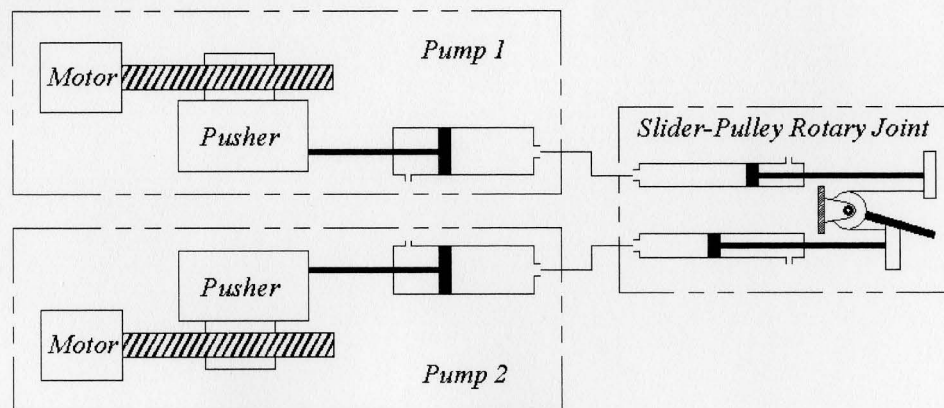 Pump 1
Motor
Pusher
Slider-Pulley Rotary Joint
Pusher
Motor
Pump 2